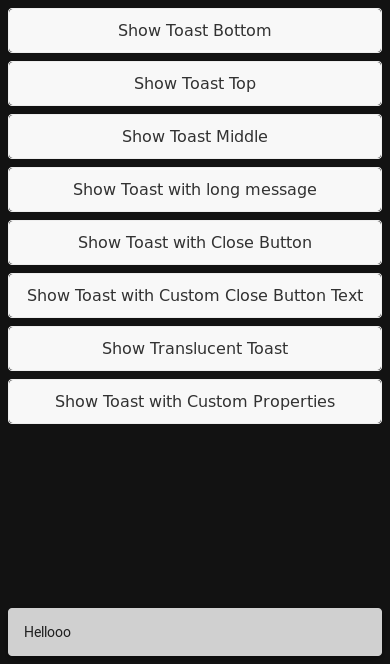 Show Toast Bottom
Show Toast Top
Show Toast Middle
Show Toast with long message
Show Toast with Close Button
Show Toast with Custom Close Button Text
Show Translucent Toast
Show Toast with Custom Properties
Hellooo